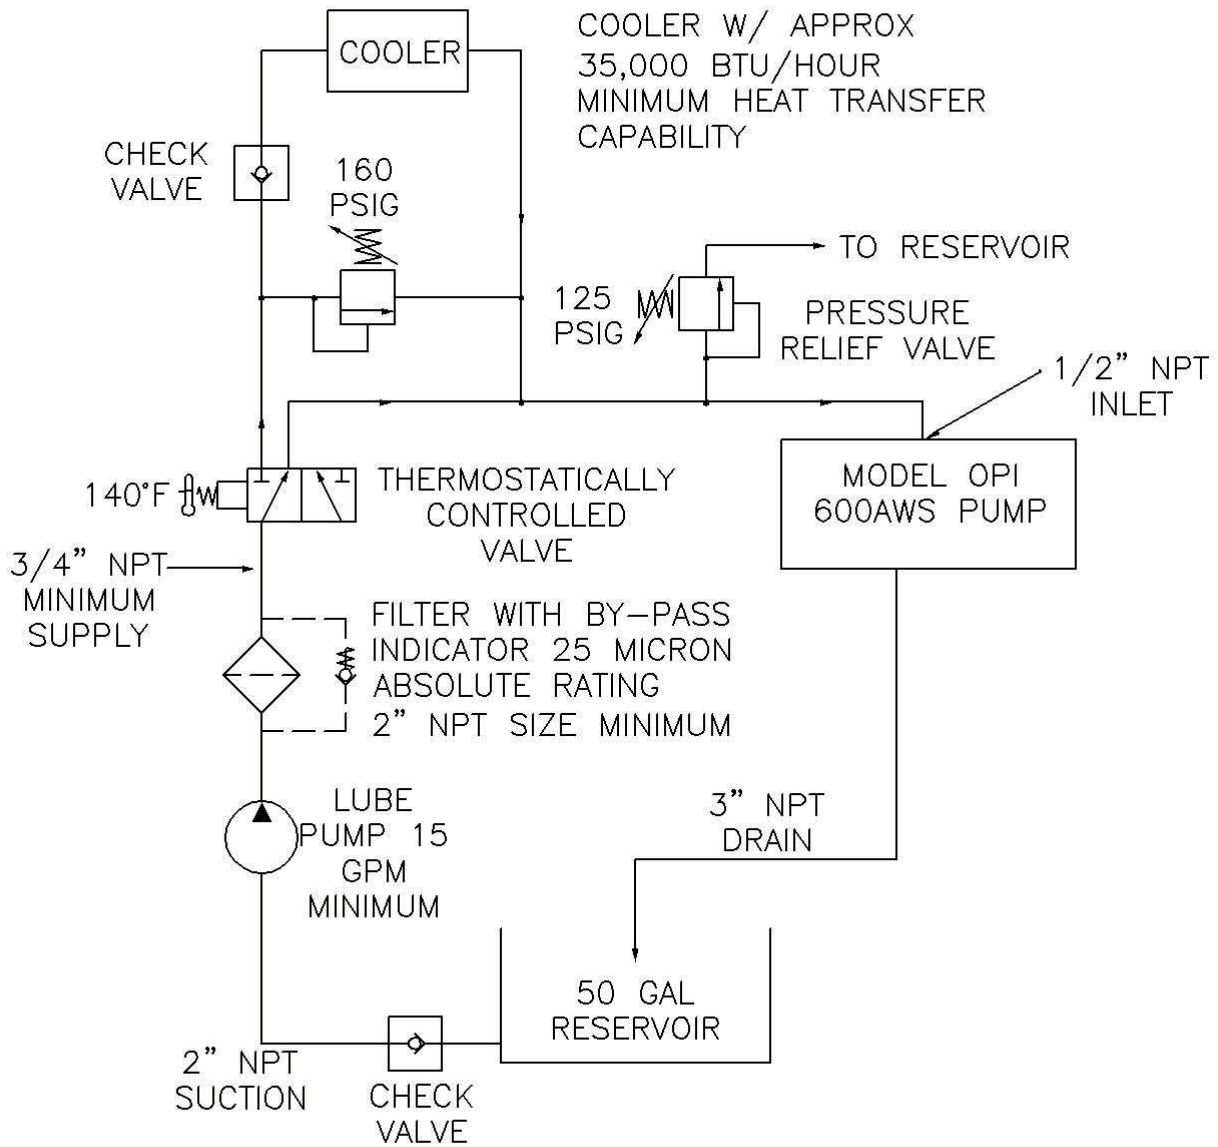 COOLER
COOLER W/ APPROX
35,000 BTU/HOUR
MINIMUM HEAT TRANSFER
CAPABILITY
CHECK
VALVE
160
PSIG
TO RESERVOIR
125
PSIG
PRESSURE
RELIEF VALVE
1/2” NPT
INLET
140°F
THERMOSTATICALLY
CONTROLLED
VALVE
MODEL OPI
600AWS PUMP
3/4” NPT
MINIMUM
SUPPLY
FILTER WITH BY-PASS
INDICATOR 25 MICRON
ABSOLUTE RATING
2” NPT SIZE MINIMUM
LUBE
PUMP 15
GPM
MINIMUM
3” NPT
DRAIN
50 GAL
RESERVOIR
2” NPT
SUCTION
CHECK
VALVE